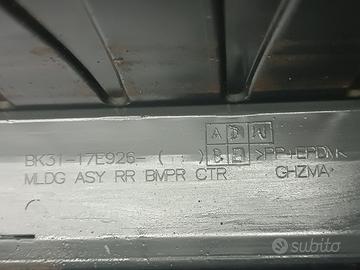 A D W
BK31-17E926- ( ) B E >PP+EPDM<
MLDG ASY RR BMPR CTR GHZMA
subito